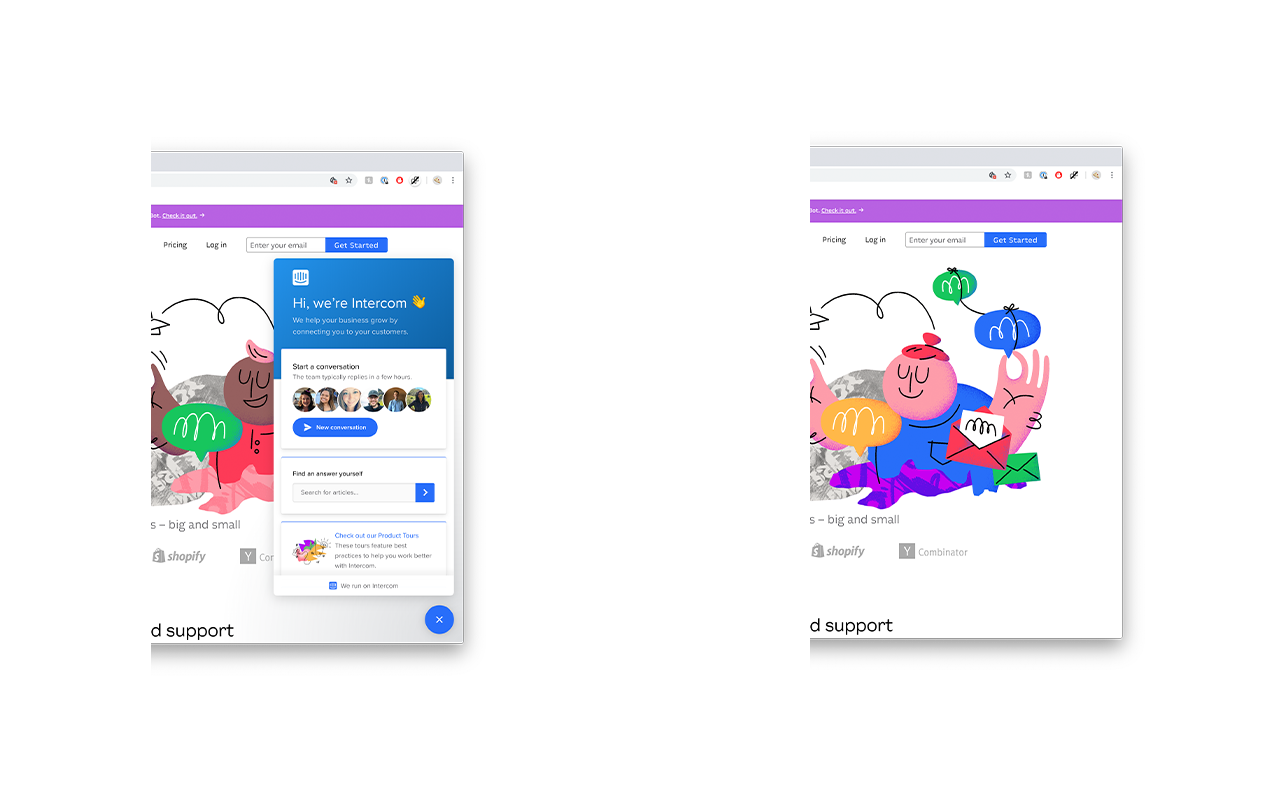 lot. Check it out. →
Pricing Log in Enter your email Get Started
Hi, we're Intercom 👋
We help your business grow by
connecting you to your customers.
Start a conversation
The team typically replies in a few hours.
New conversation
Find an answer yourself
Search for articles...
s – big and small
shopify Y Con
Check out our Product Tours
These tours feature best
practices to help you work better
with Intercom.
We run on Intercom
d support
lot. Check it out. →
Pricing Log in Enter your email Get Started
s – big and small
shopify Y Combinator
d support